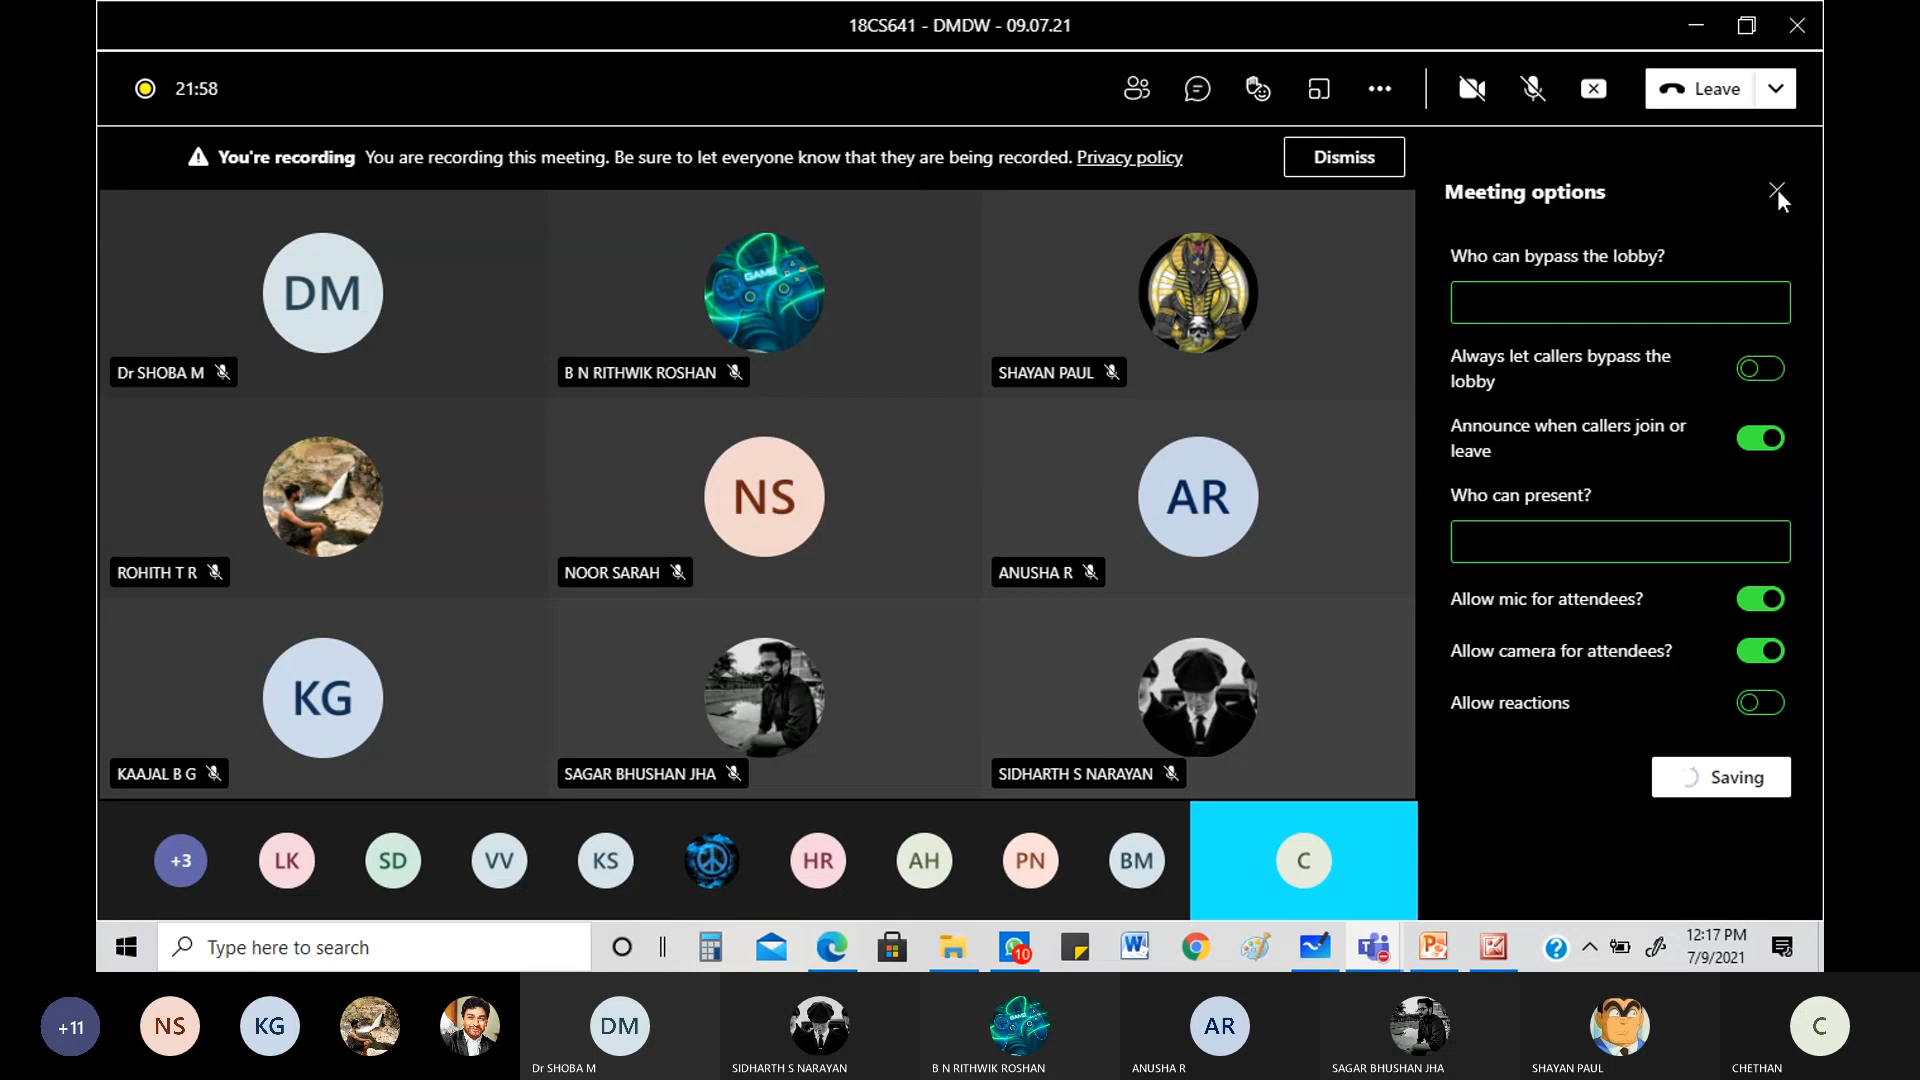 18CS641 - DMDW - 09.07.21
21:58
Leave
You're recording You are recording this meeting. Be sure to let everyone know that they are being recorded. Privacy policy
Dismiss
Meeting options
Who can bypass the lobby?
Always let callers bypass the
lobby
Announce when callers join or
leave
Who can present?
Allow mic for attendees?
Allow camera for attendees?
Allow reactions
Saving
DM
GAME
Dr SHOBA M
B N RITHWIK ROSHAN
SHAYAN PAUL
NS
AR
ROHITH T R
NOOR SARAH
ANUSHA R
KG
KAAJAL B G
SAGAR BHUSHAN JHA
SIDHARTH S NARAYAN
+3
LK
SD
VV
KS
HR
AH
PN
BM
C
Type here to search
10
12:17 PM
7/9/2021
+11
NS
KG
DM
AR
C
Dr SHOBA M
SIDHARTH S NARAYAN
B N RITHWIK ROSHAN
ANUSHA R
SAGAR BHUSHAN JHA
SHAYAN PAUL
CHETHAN